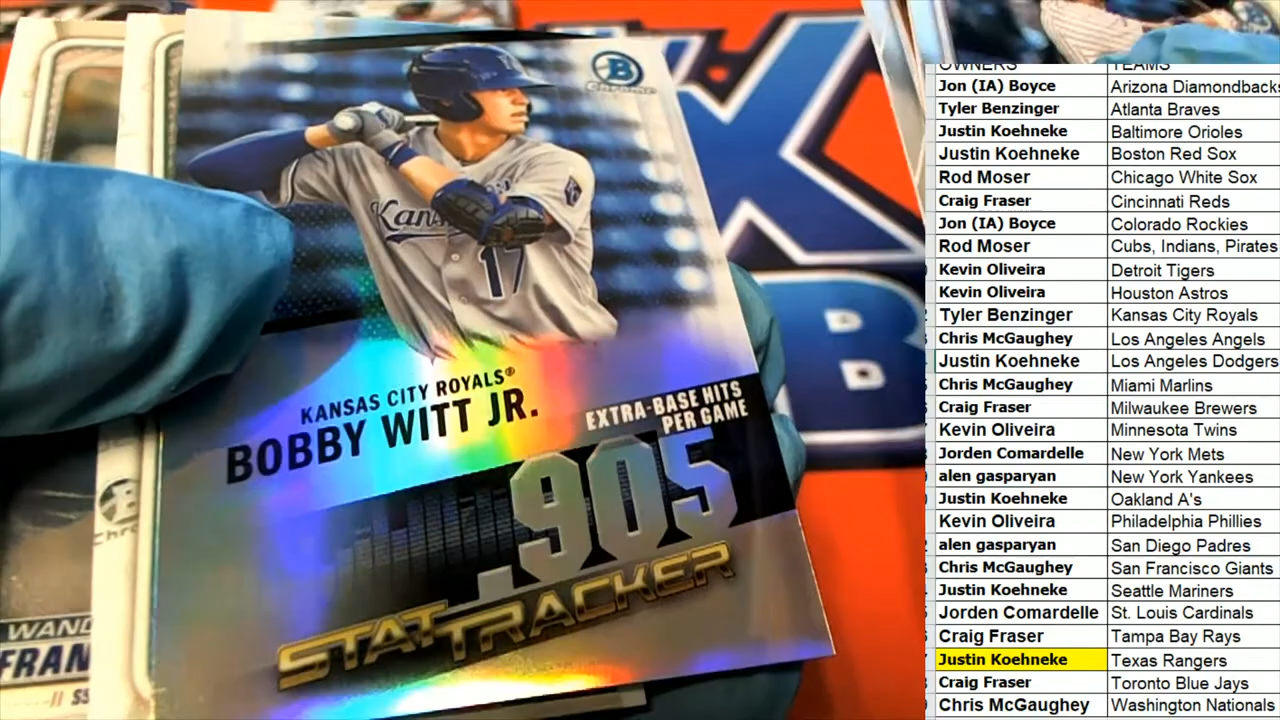 B
CHROME
Kans
17
KANSAS CITY ROYALS®
BOBBY WITT JR.
EXTRA-BASE HITS
PER GAME
.905
STAT TRACKER
FRAN
SS
K
B
OWNERS TEAMS
Jon (IA) Boyce Arizona Diamondbacks
Tyler Benzinger Atlanta Braves
Justin Koehneke Baltimore Orioles
Justin Koehneke Boston Red Sox
Rod Moser Chicago White Sox
Craig Fraser Cincinnati Reds
Jon (IA) Boyce Colorado Rockies
Rod Moser Cubs, Indians, Pirates
Kevin Oliveira Detroit Tigers
Kevin Oliveira Houston Astros
Tyler Benzinger Kansas City Royals
Chris McGaughey Los Angeles Angels
Justin Koehneke Los Angeles Dodgers
Chris McGaughey Miami Marlins
Craig Fraser Milwaukee Brewers
Kevin Oliveira Minnesota Twins
Jorden Comardelle New York Mets
alen gasparyan New York Yankees
Justin Koehneke Oakland A's
Kevin Oliveira Philadelphia Phillies
alen gasparyan San Diego Padres
Chris McGaughey San Francisco Giants
Justin Koehneke Seattle Mariners
Jorden Comardelle St. Louis Cardinals
Craig Fraser Tampa Bay Rays
Justin Koehneke Texas Rangers
Craig Fraser Toronto Blue Jays
Chris McGaughey Washington Nationals